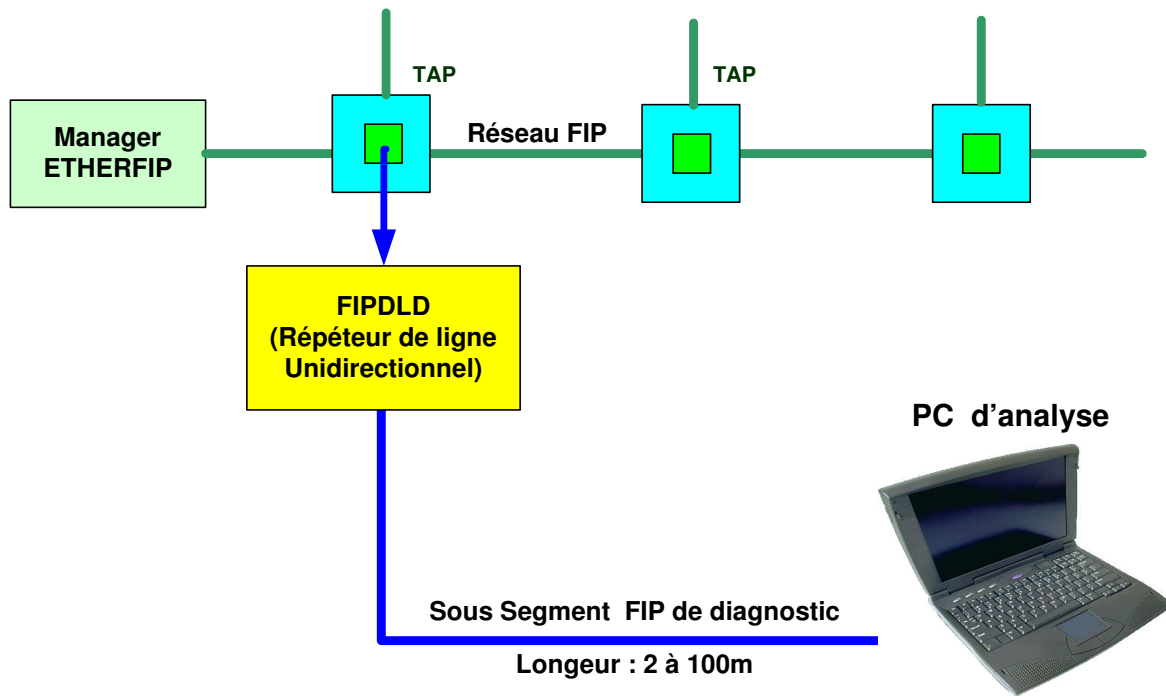 TAP
TAP
Manager
ETHERFIP
Réseau FIP
FIPDLD
(Répéteur de ligne
Unidirectionnel)
PC d'analyse
Sous Segment FIP de diagnostic
Longeur : 2 à 100m